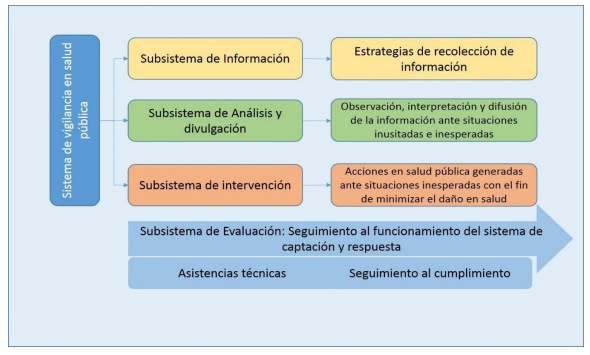 Sistema de vigilancia en salud
pública
Subsistema de Información
Estrategias de recolección de
información
Subsistema de Análisis y
divulgación
Observación, interpretación y difusión
de la información ante situaciones
inusitadas e inesperadas
Subsistema de intervención
Acciones en salud pública generadas
ante situaciones inesperadas con el fin
de minimizar el daño en salud
Subsistema de Evaluación: Seguimiento al funcionamiento del sistema de
captación y respuesta
Asistencias técnicas
Seguimiento al cumplimiento